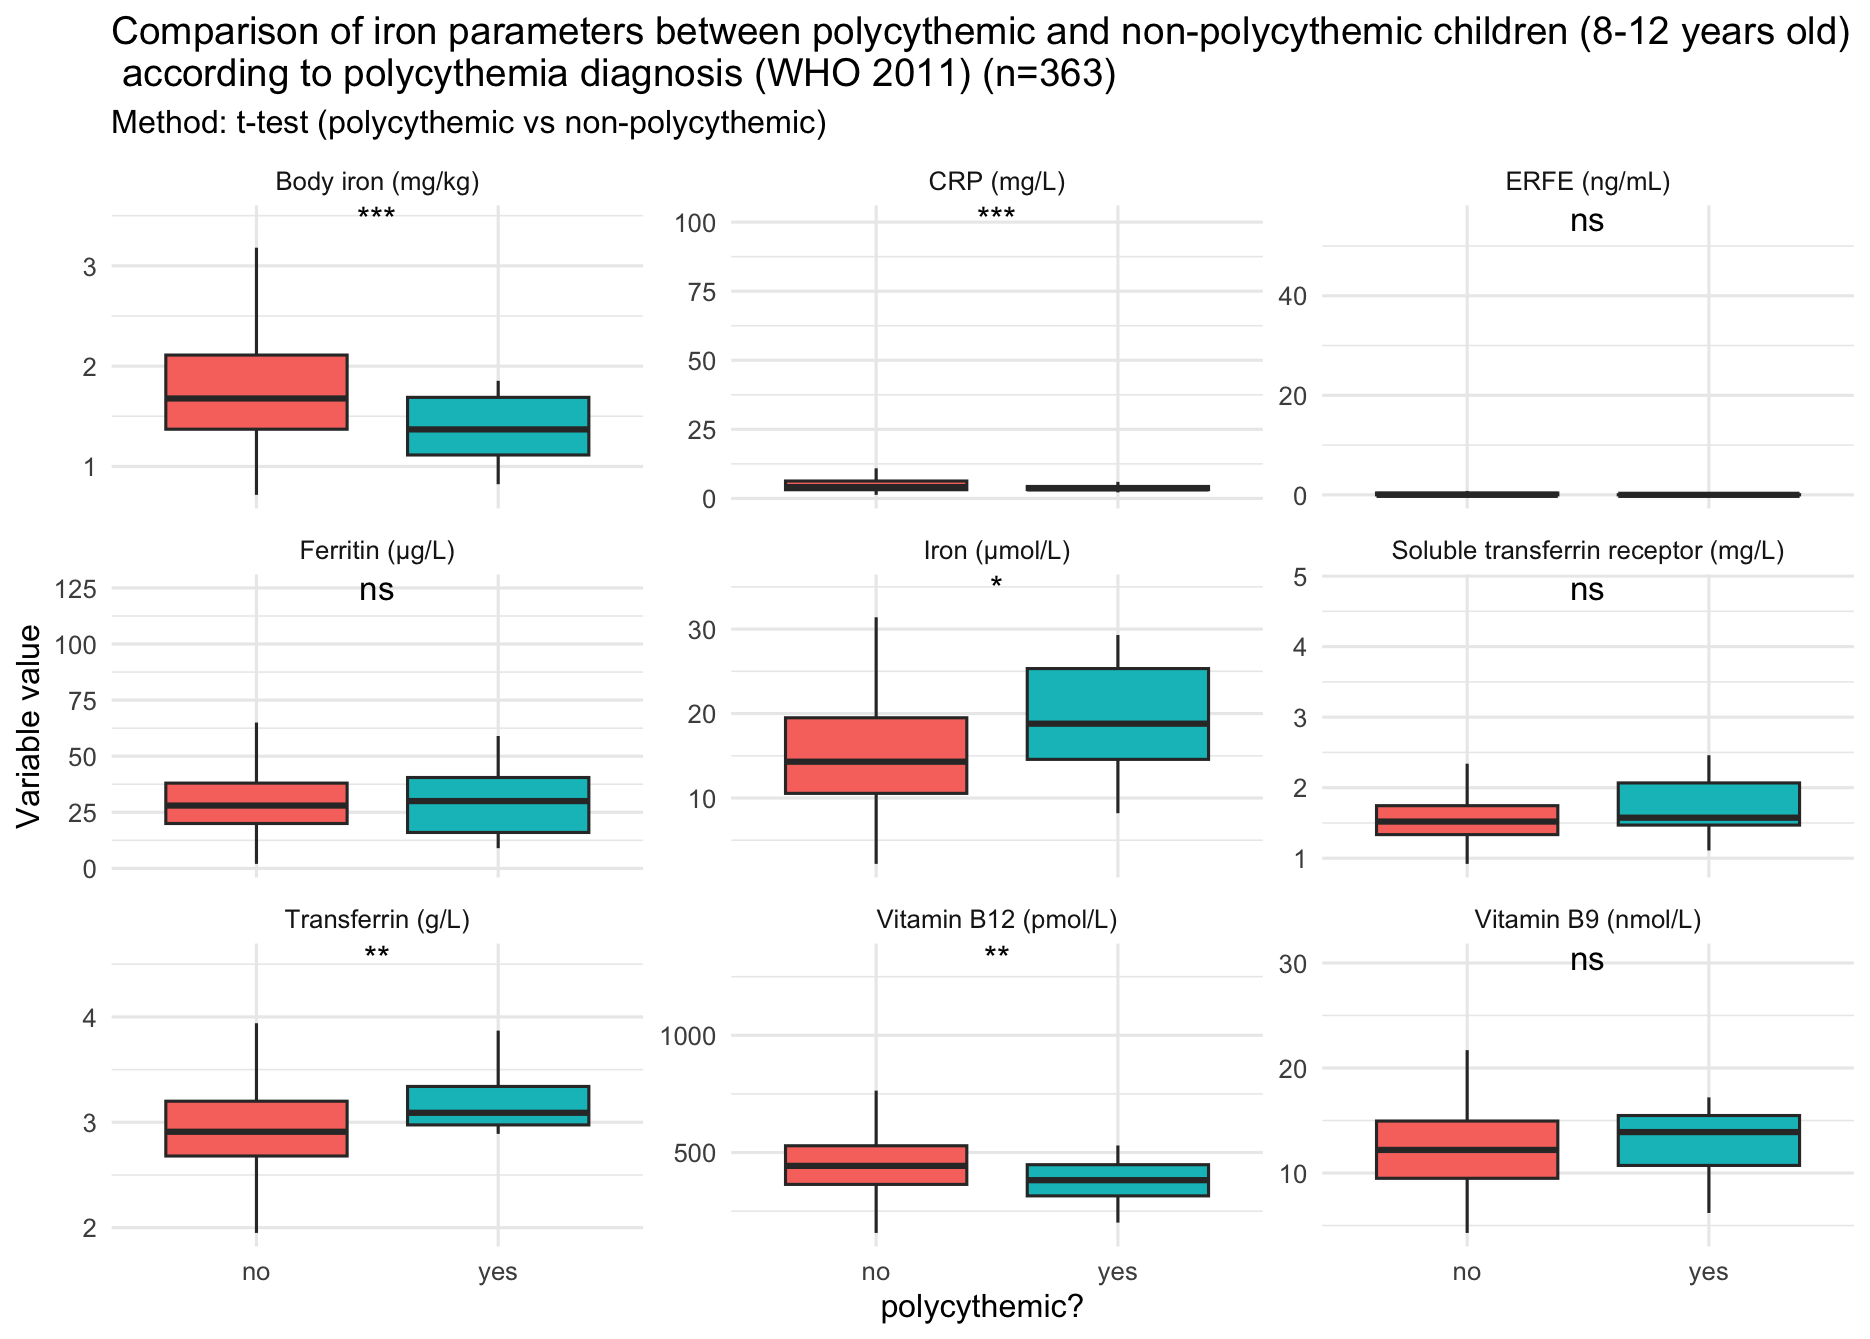 Comparison of iron parameters between polycythemic and non-polycythemic children (8-12 years old)
according to polycythemia diagnosis (WHO 2011) (n=363)
Method: t-test (polycythemic vs non-polycythemic)
Body iron (mg/kg)
***
3
2
1
CRP (mg/L)
***
100
75
50
25
0
ERFE (ng/mL)
ns
40
20
0
Variable value
Ferritin (µg/L)
ns
125
100
75
50
25
0
Iron (µmol/L)
*
30
20
10
Soluble transferrin receptor (mg/L)
ns
5
4
3
2
1
Transferrin (g/L)
**
4
3
2
no yes
Vitamin B12 (pmol/L)
**
1000
500
no yes
Vitamin B9 (nmol/L)
ns
30
20
10
no yes
polycythemic?